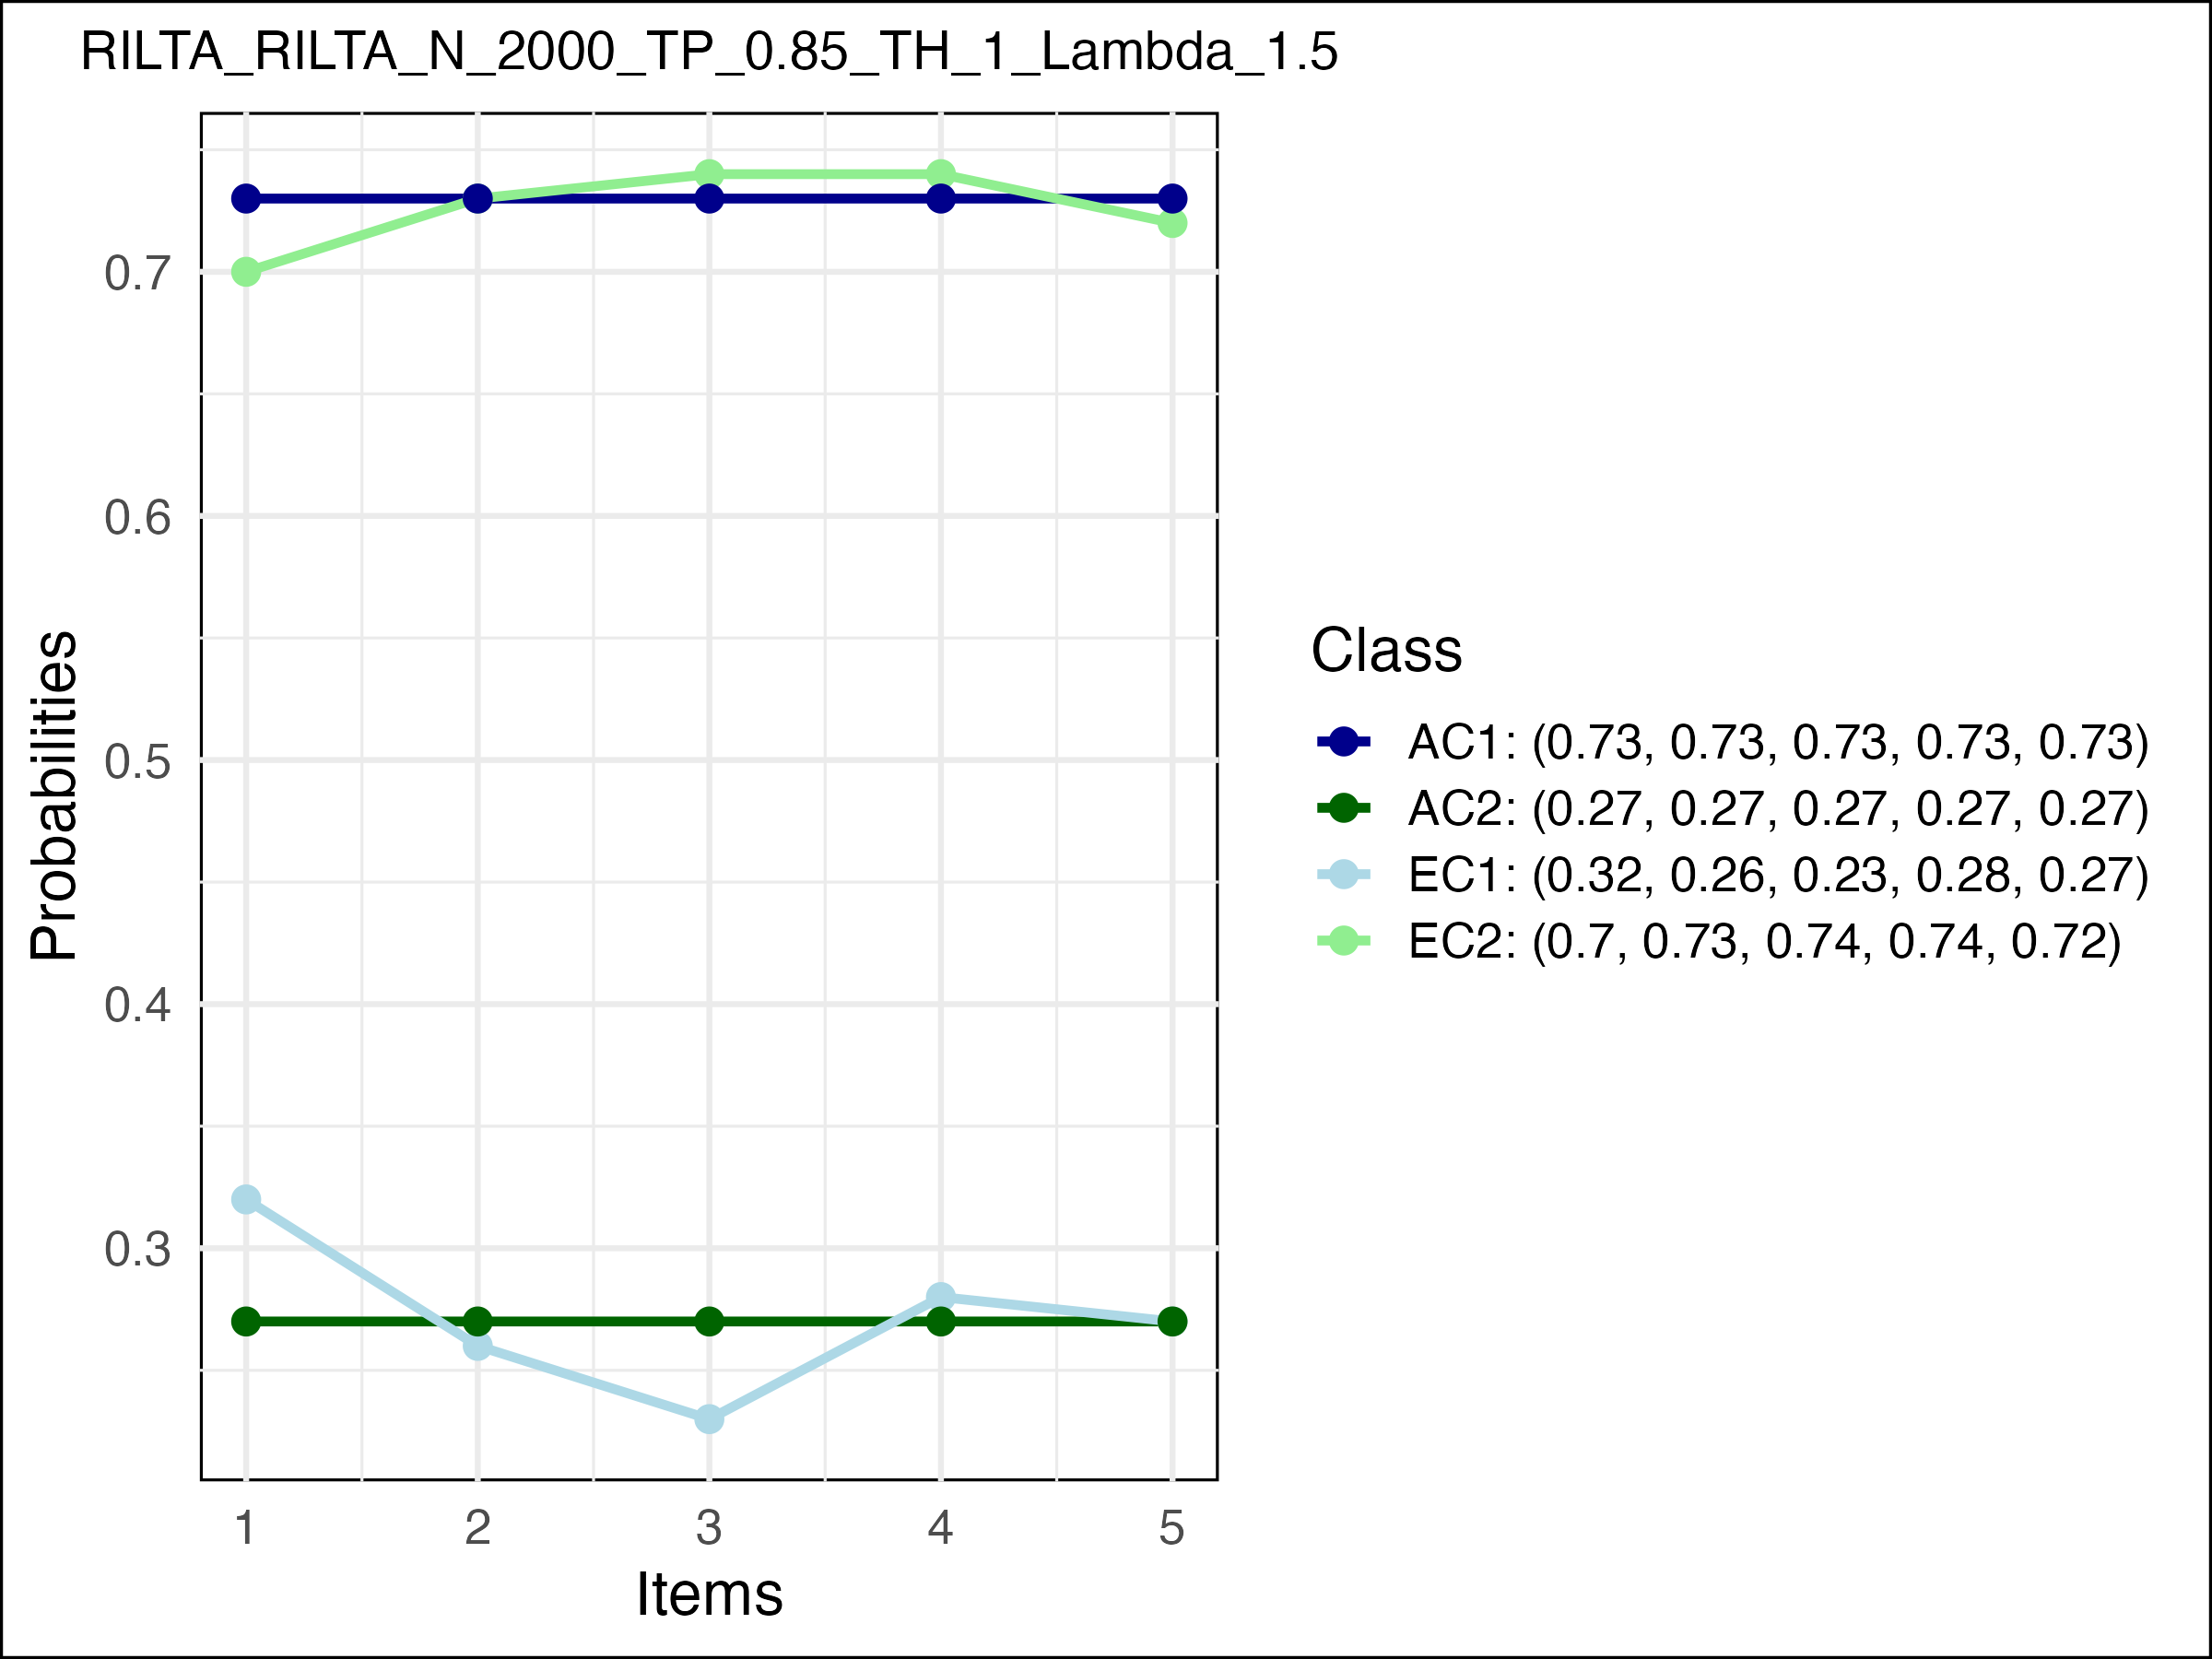 RILTA_RILTA_N_2000_TP_0.85_TH_1_Lambda_1.5
Probabilities
0.7
0.6
0.5
0.4
0.3
1 2 3 4 5
Items
Class
AC1: (0.73, 0.73, 0.73, 0.73, 0.73)
AC2: (0.27, 0.27, 0.27, 0.27, 0.27)
EC1: (0.32, 0.26, 0.23, 0.28, 0.27)
EC2: (0.7, 0.73, 0.74, 0.74, 0.72)